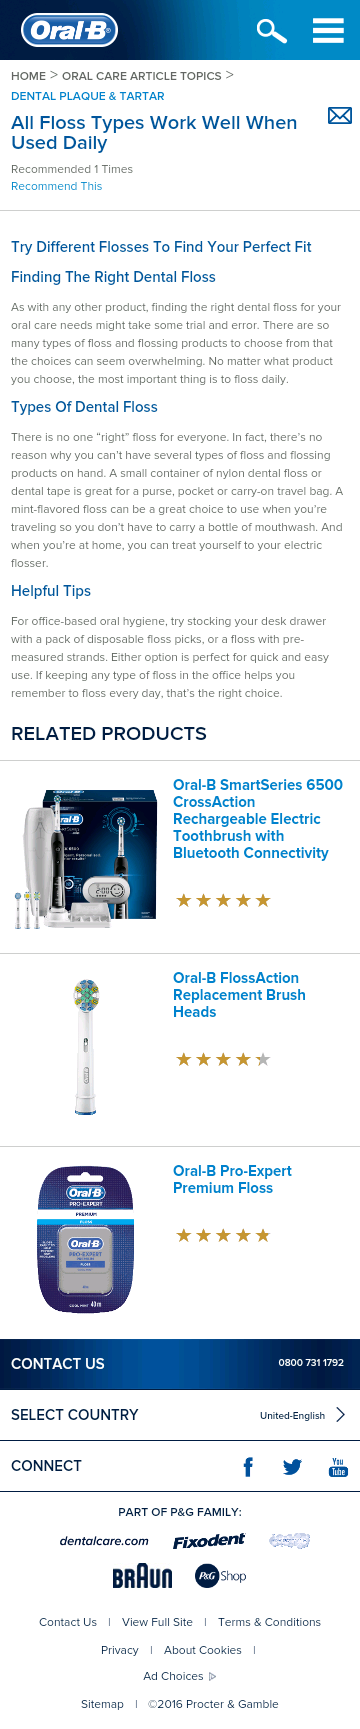 Oral-B
HOME > ORAL CARE ARTICLE TOPICS >
DENTAL PLAQUE & TARTAR
All Floss Types Work Well When
Used Daily
Recommended 1 Times
Recommend This
Try Different Flosses To Find Your Perfect Fit
Finding The Right Dental Floss
As with any other product, finding the right dental floss for your
oral care needs might take some trial and error. There are so
many types of floss and flossing products to choose from that
the choices can seem overwhelming. No matter what product
you choose, the most important thing is to floss daily.
Types Of Dental Floss
There is no one “right” floss for everyone. In fact, there’s no
reason why you can’t have several types of floss and flossing
products on hand. A small container of nylon dental floss or
dental tape is great for a purse, pocket or carry-on travel bag. A
mint-flavored floss can be a great choice to use when you’re
traveling so you don’t have to carry a bottle of mouthwash. And
when you’re at home, you can treat yourself to your electric
flosser.
Helpful Tips
For office-based oral hygiene, try stocking your desk drawer
with a pack of disposable floss picks, or a floss with pre-
measured strands. Either option is perfect for quick and easy
use. If keeping any type of floss in the office helps you
remember to floss every day, that’s the right choice.
RELATED PRODUCTS
Oral-B SmartSeries 6500
CrossAction
Rechargeable Electric
Toothbrush with
Bluetooth Connectivity
Oral-B FlossAction
Replacement Brush
Heads
Oral-B Pro-Expert
Premium Floss
Oral-B
PRO-EXPERT
PREMIUM
FLOSS
Oral-B
PRO-EXPERT
FLOSS
COOL MINT 40m
CONTACT US
0800 731 1792
SELECT COUNTRY
United-English
CONNECT
You
Tube
PART OF P&G FAMILY:
dentalcare.com
Fixodent
BRAUN
P&G Shop
Contact Us | View Full Site | Terms & Conditions
Privacy | About Cookies |
Ad Choices
Sitemap | ©2016 Procter & Gamble